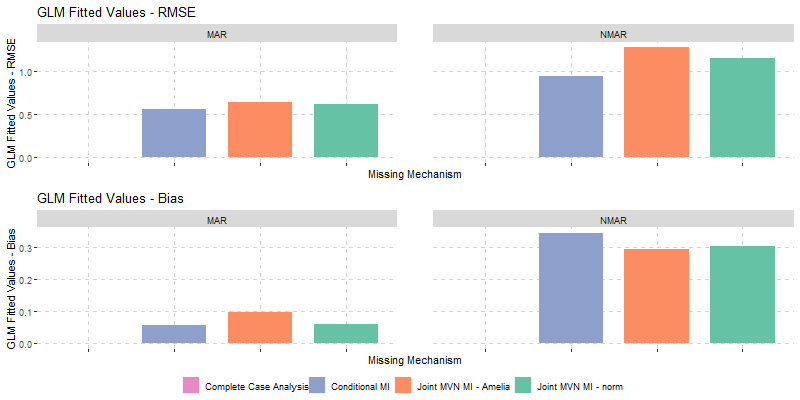 GLM Fitted Values - RMSE
MAR
NMAR
GLM Fitted Values - RMSE
1.0
0.5
0.0
Missing Mechanism
GLM Fitted Values - Bias
MAR
NMAR
GLM Fitted Values - Bias
0.3
0.2
0.1
0.0
Missing Mechanism
Complete Case Analysis
Conditional MI
Joint MVN MI - Amelia
Joint MVN MI - norm